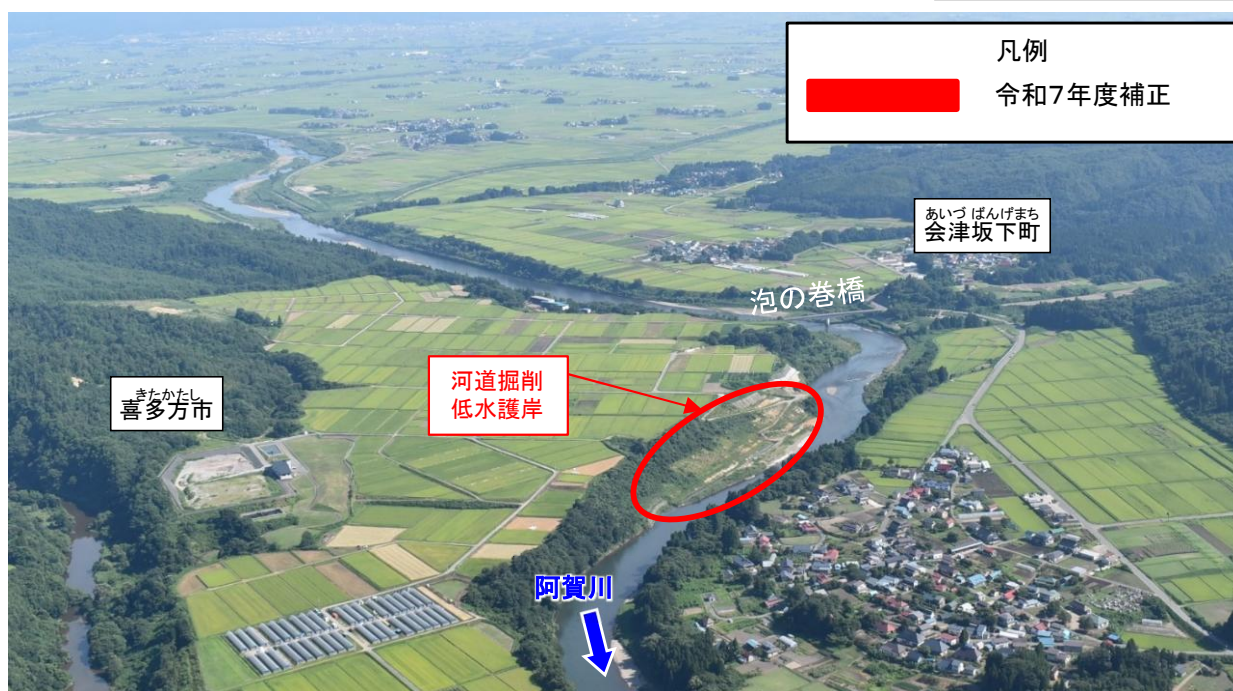 凡例
令和7年度補正
あいづ ばんげまち
会津坂下町
泡の巻橋
河道掘削
低水護岸
きたかたし
喜多方市
阿賀川